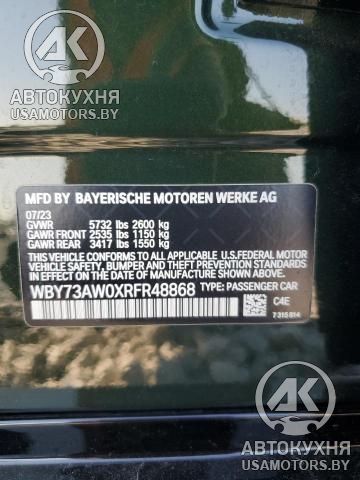 АК
АВТОКУХНЯ
USAMOTORS.BY
MFD BY BAYERISCHE MOTOREN WERKE AG
07/23
GVWR 5732 lbs 2600 kg
GAWR FRONT 2535 lbs 1150 kg
GAWR REAR 3417 lbs 1550 kg
THIS VEHICLE CONFORMS TO ALL APPLICABLE
U.S. FEDERAL MOTOR VEHICLE SAFETY, BUMPER,
AND THEFT PREVENTION STANDARDS IN EFFECT
ON THE DATE OF MANUFACTURE SHOWN ABOVE.
WBY73AW0XRFR48868 TYPE: PASSENGER CAR
C4E
7 315 814
АК
АВТОКУХНЯ
USAMOTORS.BY